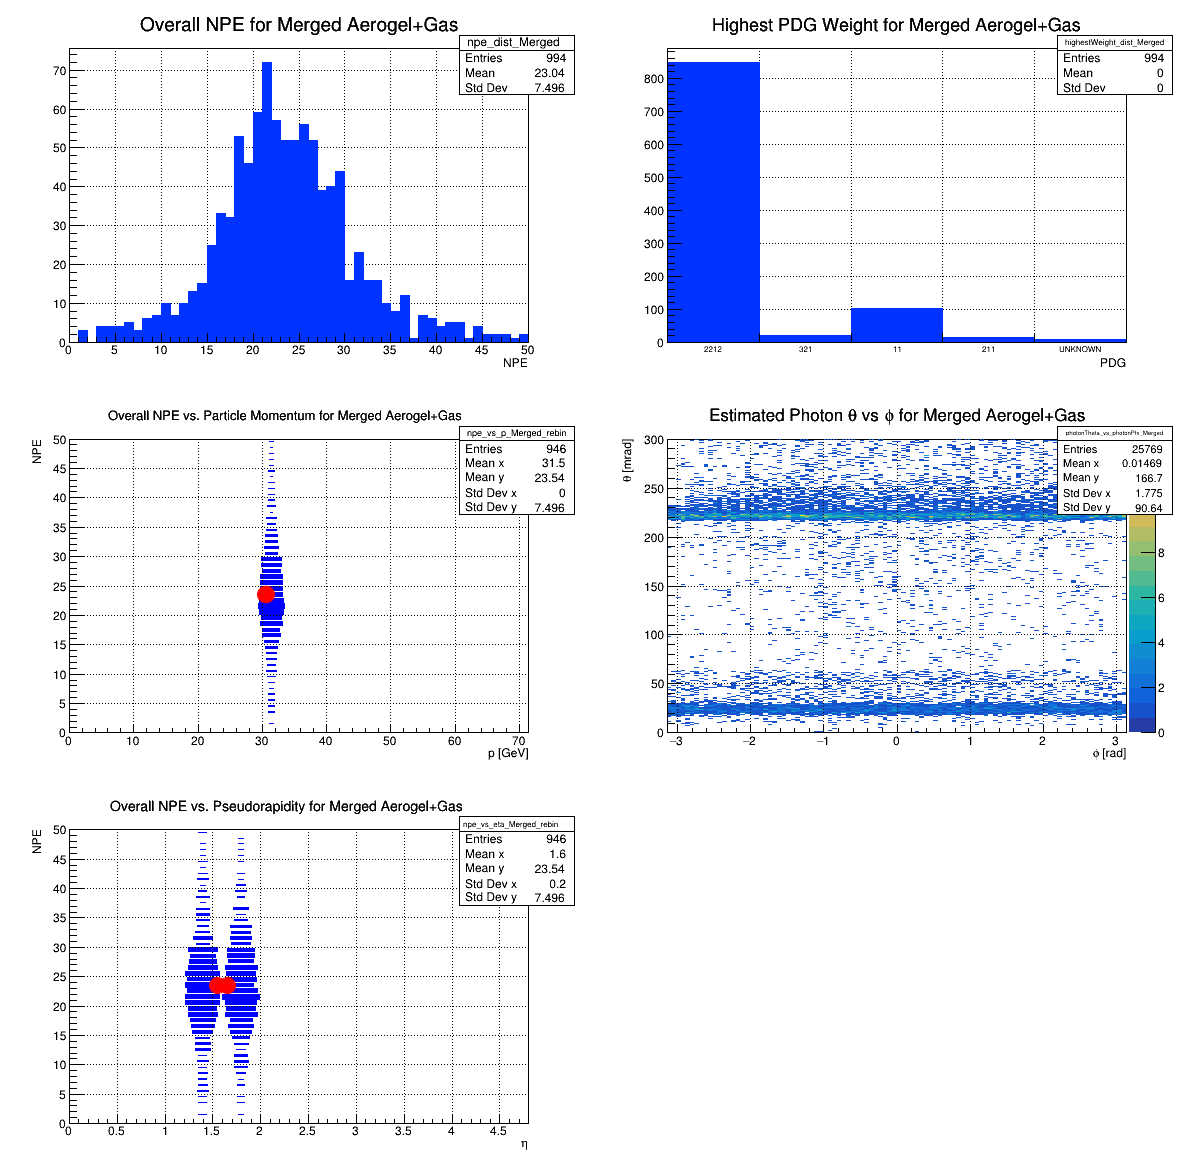 Overall NPE for Merged Aerogel+Gas
npe_dist_Merged
Entries 994
Mean 23.04
Std Dev 7.496
70
60
50
40
30
20
10
0
0 5 10 15 20 25 30 35 40 45 50
NPE
Highest PDG Weight for Merged Aerogel+Gas
highestWeight_dist_Merged
Entries 994
Mean 0
Std Dev 0
800
700
600
500
400
300
200
100
0
2212 321 11 211 UNKNOWN
PDG
Overall NPE vs. Particle Momentum for Merged Aerogel+Gas
npe_vs_p_Merged_rebin
Entries 946
Mean x 31.5
Mean y 23.54
Std Dev x 0
Std Dev y 7.496
NPE
50
45
40
35
30
25
20
15
10
5
0
0 10 20 30 40 50 60 70
p [GeV]
Estimated Photon θ vs ϕ for Merged Aerogel+Gas
photonTheta_vs_photonPhi_Merged
Entries 25769
Mean x 0.01469
Mean y 166.7
Std Dev x 1.775
Std Dev y 90.64
θ [mrad]
300
250
200
150
100
50
0
−3 −2 −1 0 1 2 3
ϕ [rad]
8
6
4
2
0
Overall NPE vs. Pseudorapidity for Merged Aerogel+Gas
npe_vs_eta_Merged_rebin
Entries 946
Mean x 1.6
Mean y 23.54
Std Dev x 0.2
Std Dev y 7.496
NPE
50
45
40
35
30
25
20
15
10
5
0
0 0.5 1 1.5 2 2.5 3 3.5 4 4.5
η